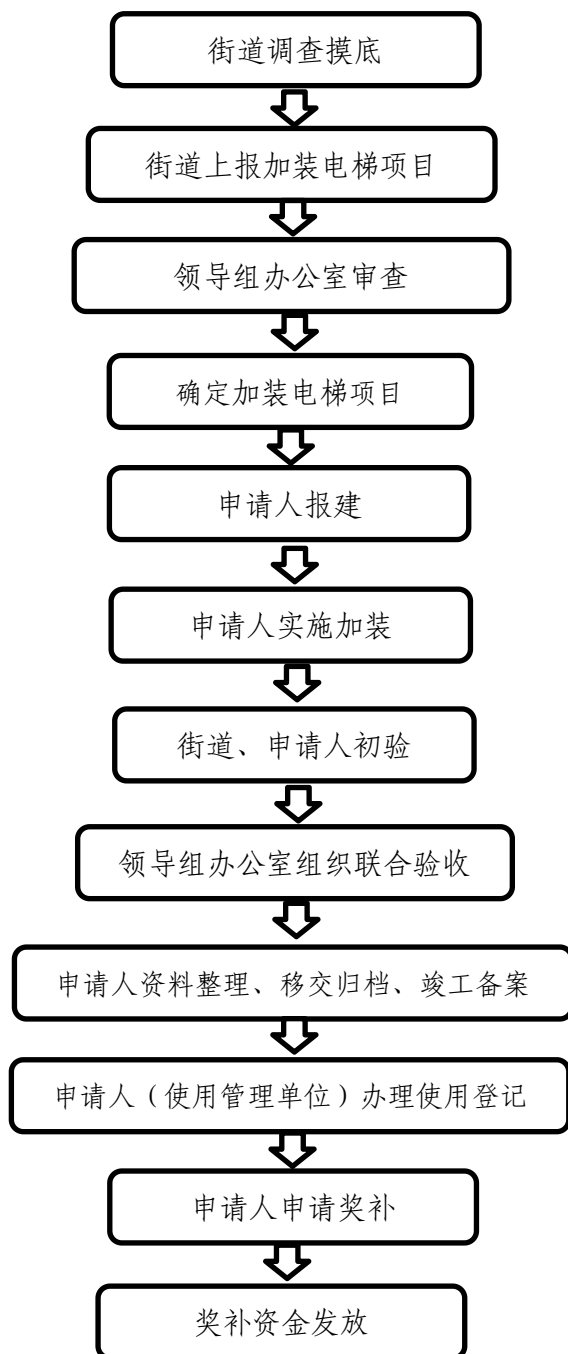 街道调查摸底
街道上报加装电梯项目
领导组办公室审查
确定加装电梯项目
申请人报建
申请人实施加装
街道、申请人初验
领导组办公室组织联合验收
申请人资料整理、移交归档、竣工备案
申请人（使用管理单位）办理使用登记
申请人申请奖补
奖补资金发放